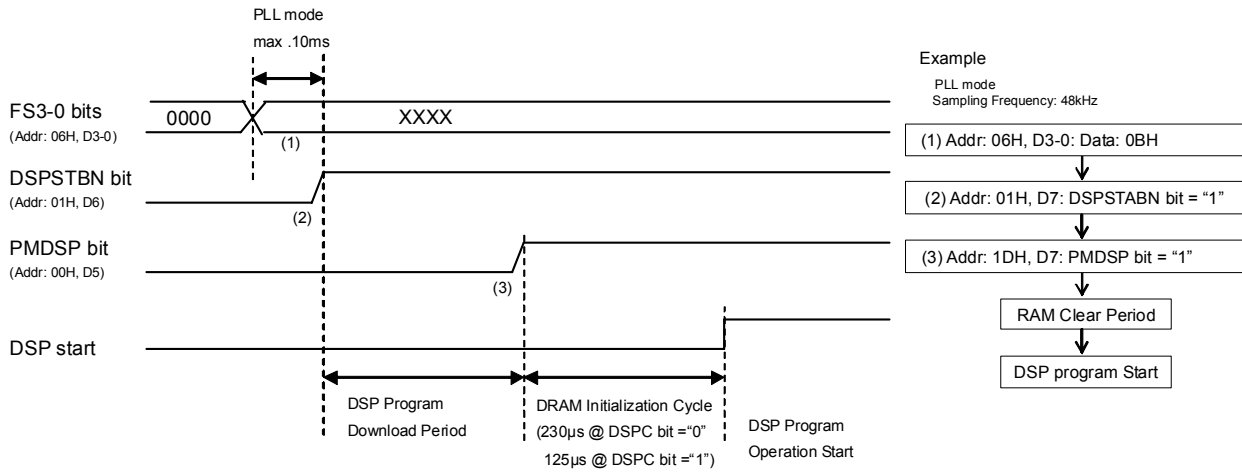 PLL mode
max .10ms
FS3-0 bits
(Addr: 06H, D3-0)
0000
XXXX
(1)
DSPSTBN bit
(Addr: 01H, D6)
(2)
PMDSP bit
(Addr: 00H, D5)
(3)
DSP start
DSP Program
Download Period
DRAM Initialization Cycle
(230µs @ DSPC bit =“0”
125µs @ DSPC bit =“1”)
DSP Program
Operation Start
Example
PLL mode
Sampling Frequency: 48kHz
(1) Addr: 06H, D3-0: Data: 0BH
(2) Addr: 01H, D7: DSPSTABN bit = “1”
(3) Addr: 1DH, D7: PMDSP bit = “1”
RAM Clear Period
DSP program Start